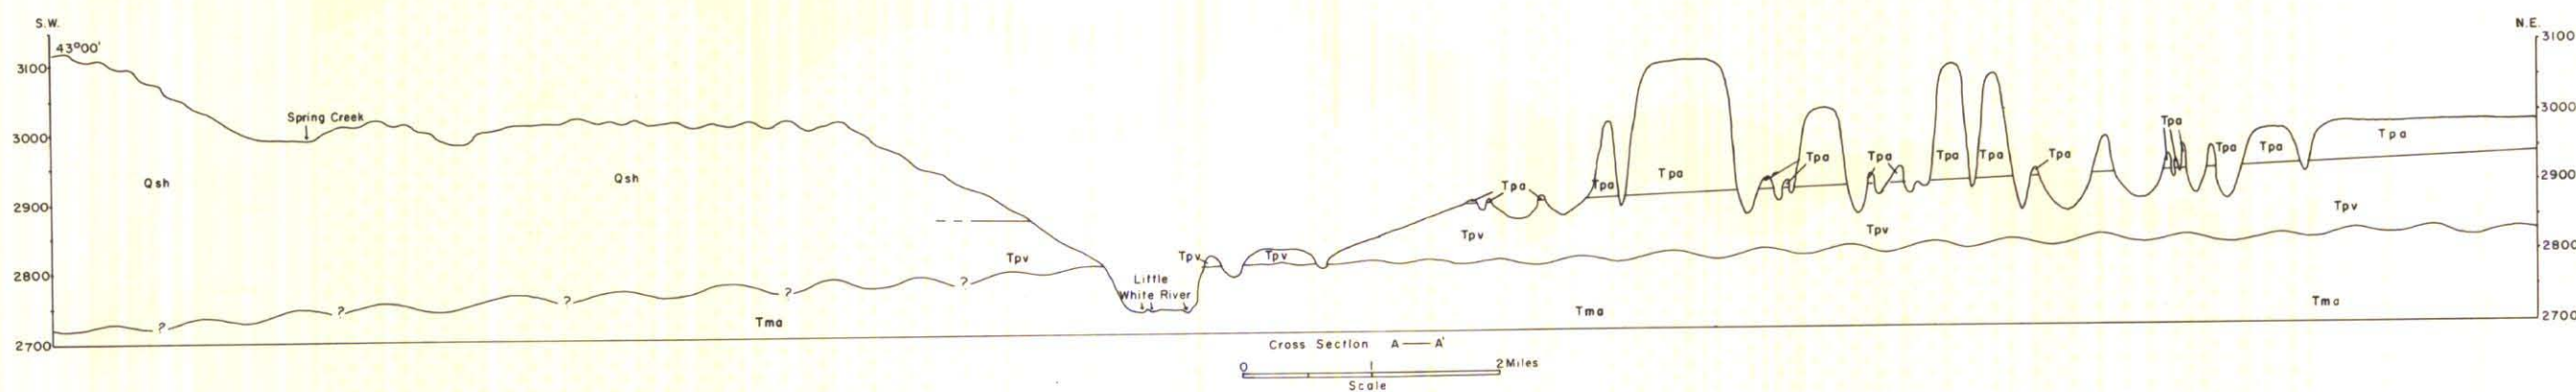 S.W.
N.E.
43°00'
3100
3100
Spring Creek
3000
3000
Tpa
Tpa
Tpa
Tpa
Tpa
Tpa
Tpa
Tpa
Tpa
Tpa
Tpa
Tpa
Tpa
Qsh
Qsh
2900
2900
Tpv
Tpv
Tpv
Tpv
Tpv
Tpv
2800
2800
Little
White River
?
?
?
?
?
Tma
Tma
Tma
2700
2700
Cross Section A — A'
0 1 2 Miles
Scale